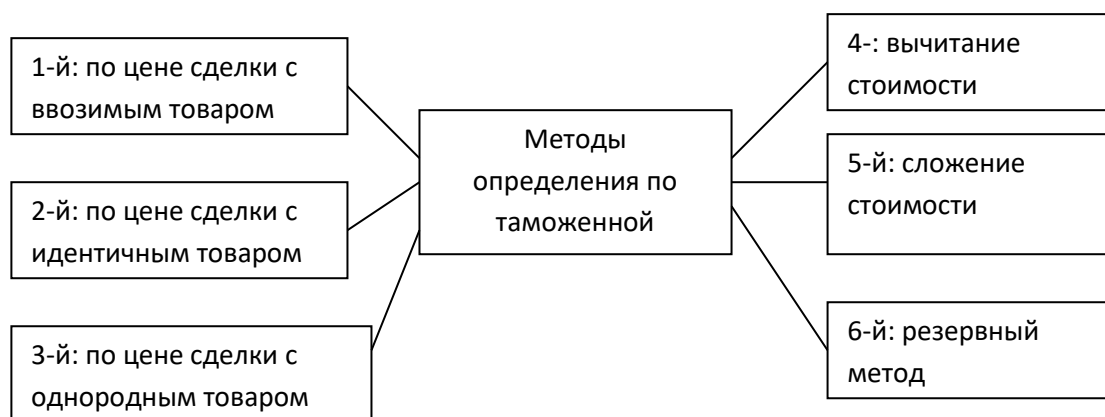 1-й: по цене сделки с
ввозимым товаром
2-й: по цене сделки с
идентичным товаром
3-й: по цене сделки с
однородным товаром
Методы
определения по
таможенной
4-: вычитание
стоимости
5-й: сложение
стоимости
6-й: резервный
метод